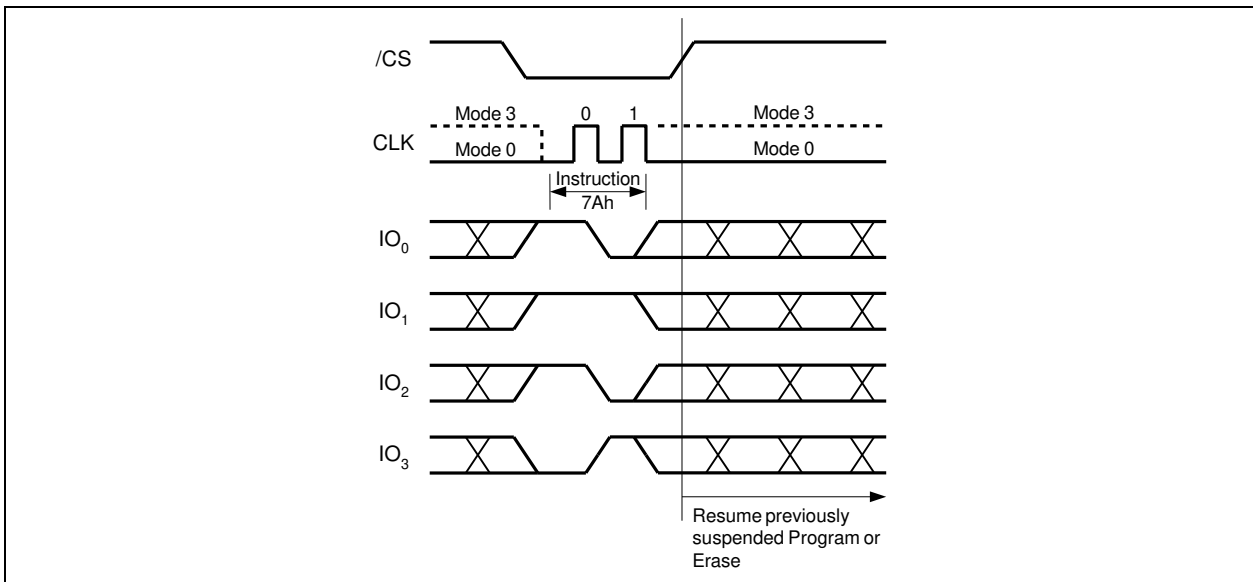 /CS
Mode 3 0 1 Mode 3
CLK
Mode 0 Mode 0
Instruction
7Ah
IO0
IO1
IO2
IO3
Resume previously
suspended Program or
Erase